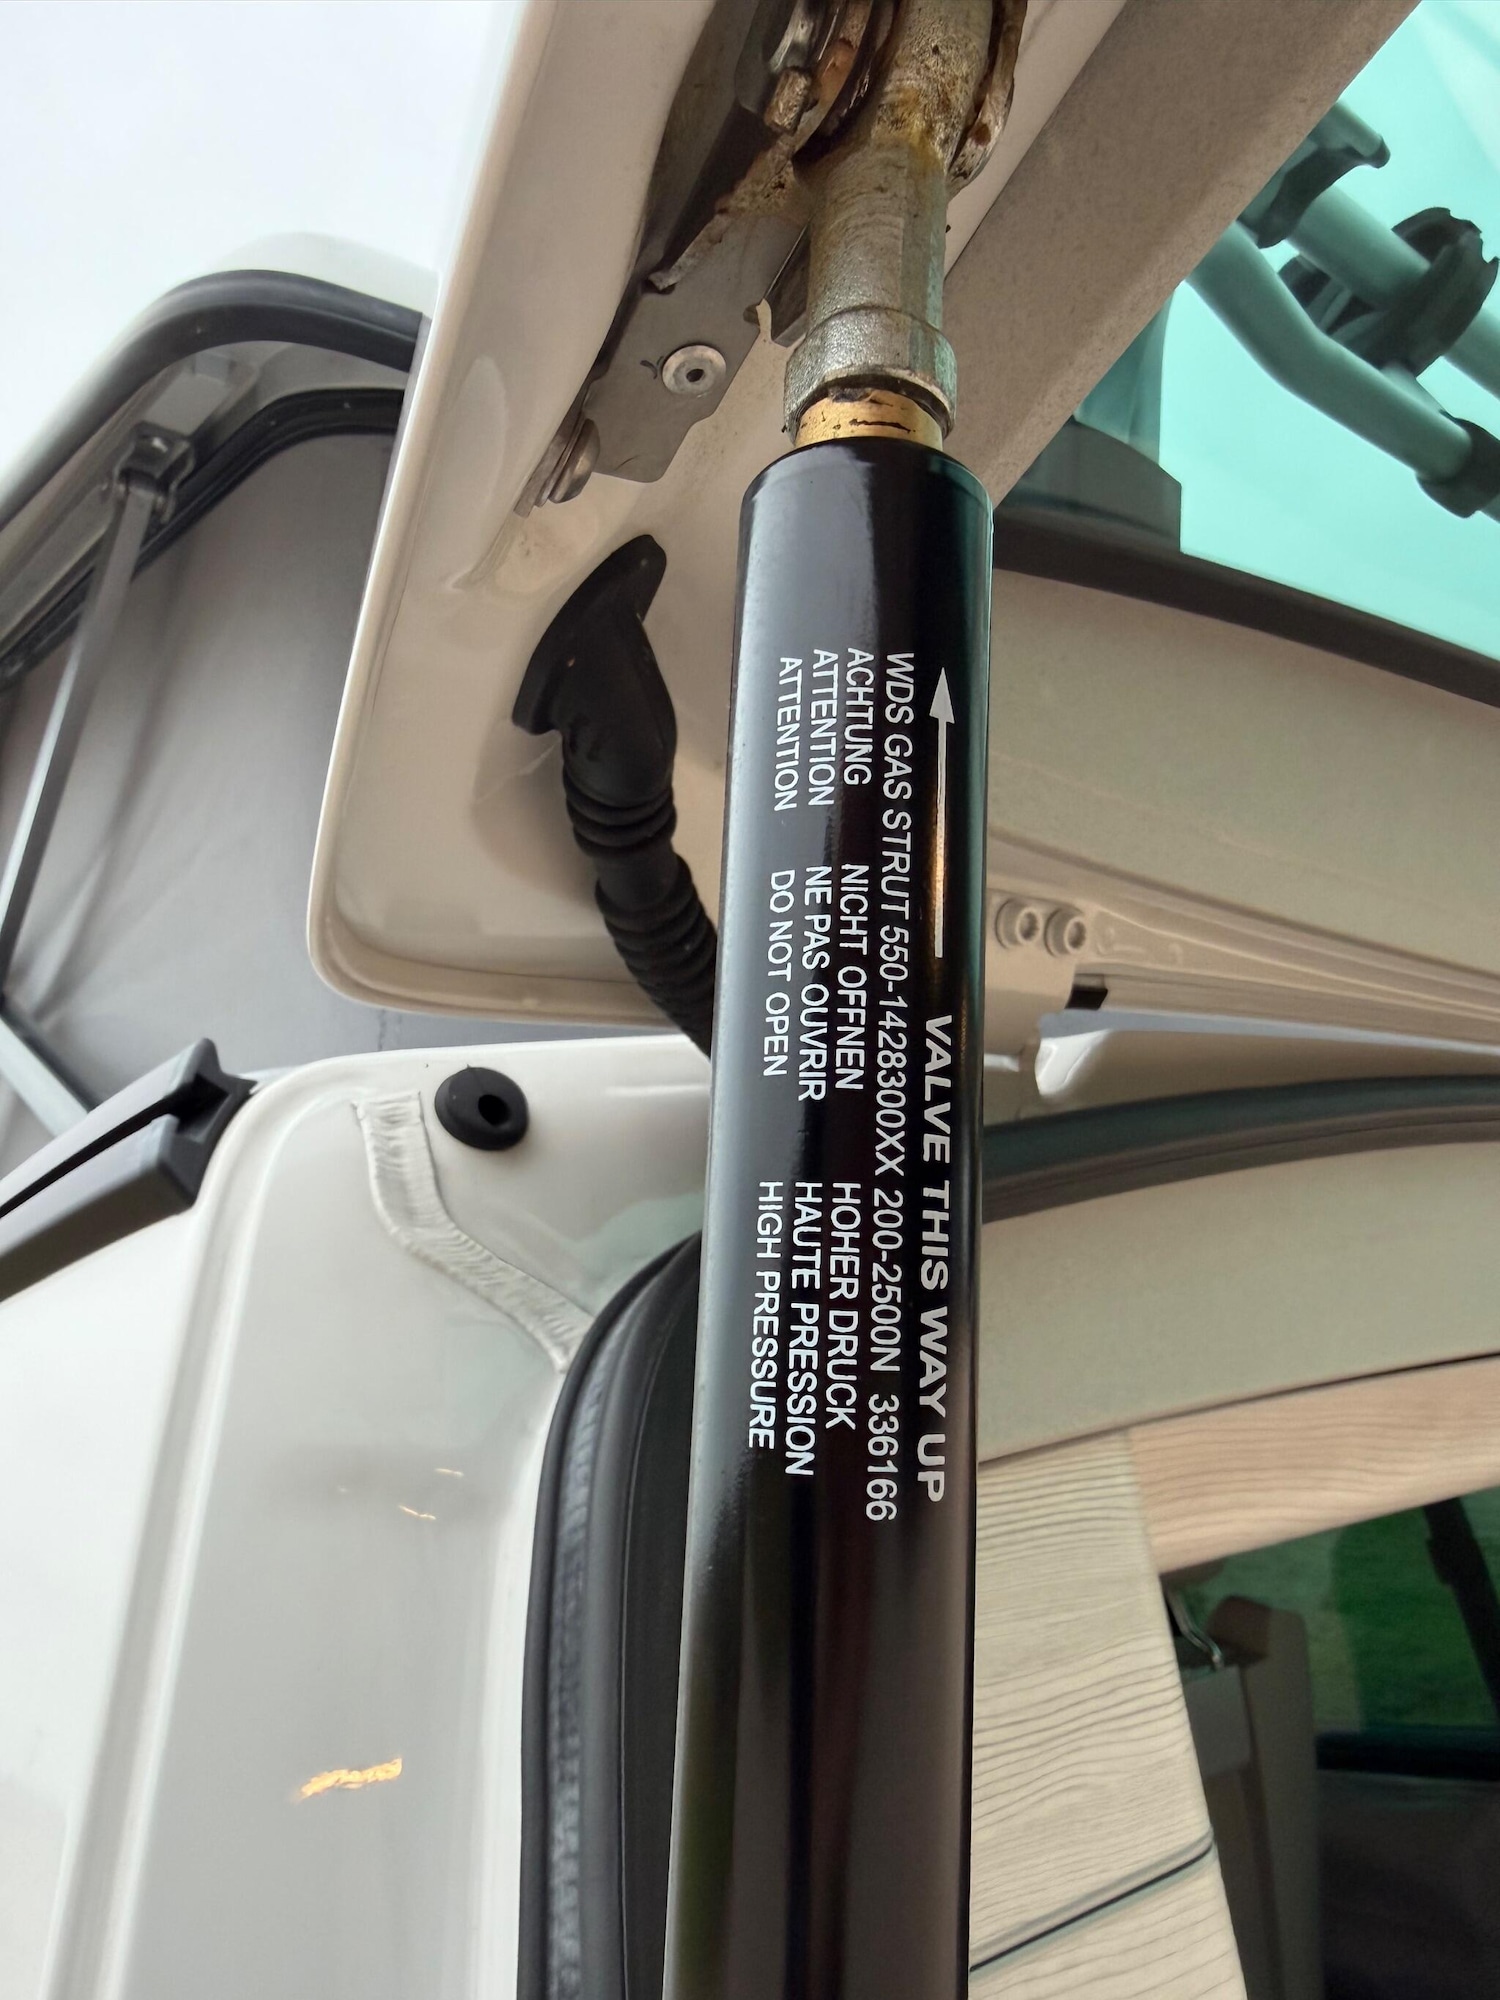 VALVE THIS WAY UP
WDS GAS STRUT 550-1428300XX 200-2500N 336166
ACHTUNG NICHT OFFNEN HOHER DRUCK
ATTENTION NE PAS OUVRIR HAUTE PRESSION
ATTENTION DO NOT OPEN HIGH PRESSURE